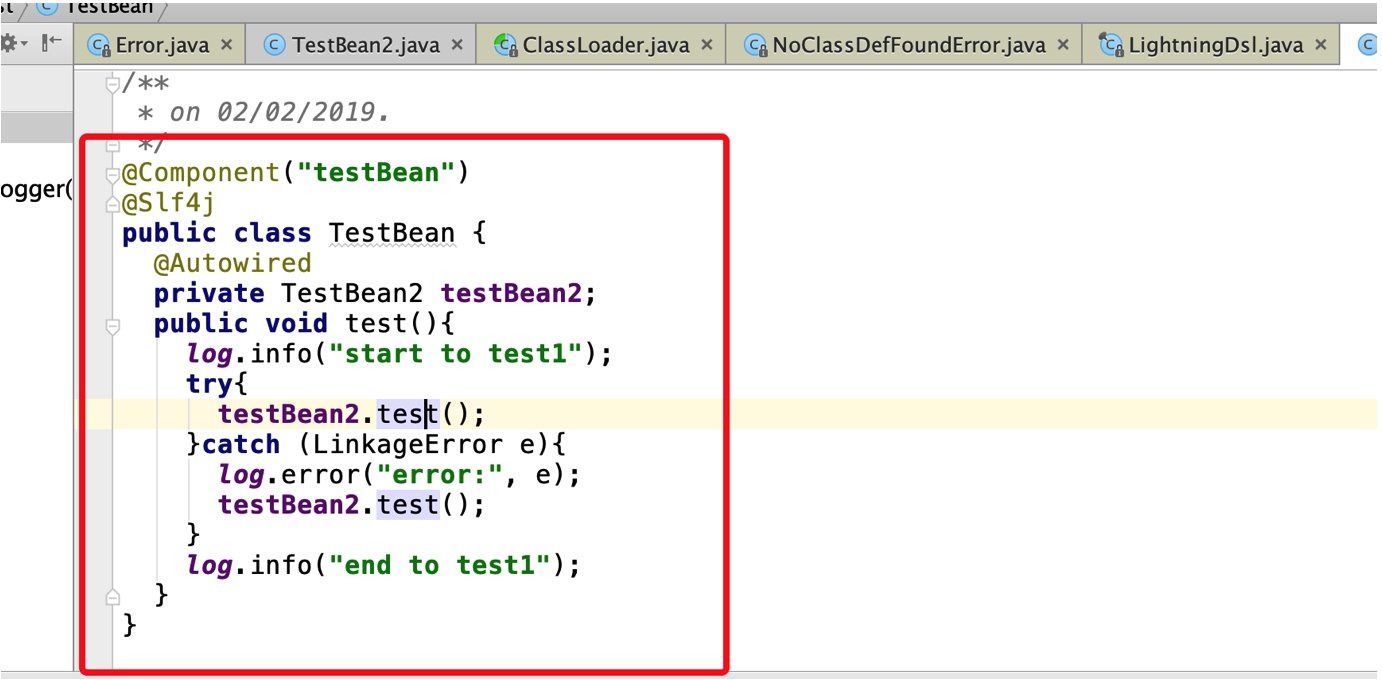 TestBean
Error.java × TestBean2.java × ClassLoader.java × NoClassDefFoundError.java × LightningDsl.java ×
/**
* on 02/02/2019.
*/
@Component("testBean")
ogger(
@Slf4j
public class TestBean {
@Autowired
private TestBean2 testBean2;
public void test(){
log.info("start to test1");
try{
testBean2.test();
}catch (LinkageError e){
log.error("error:", e);
testBean2.test();
}
log.info("end to test1");
}
}